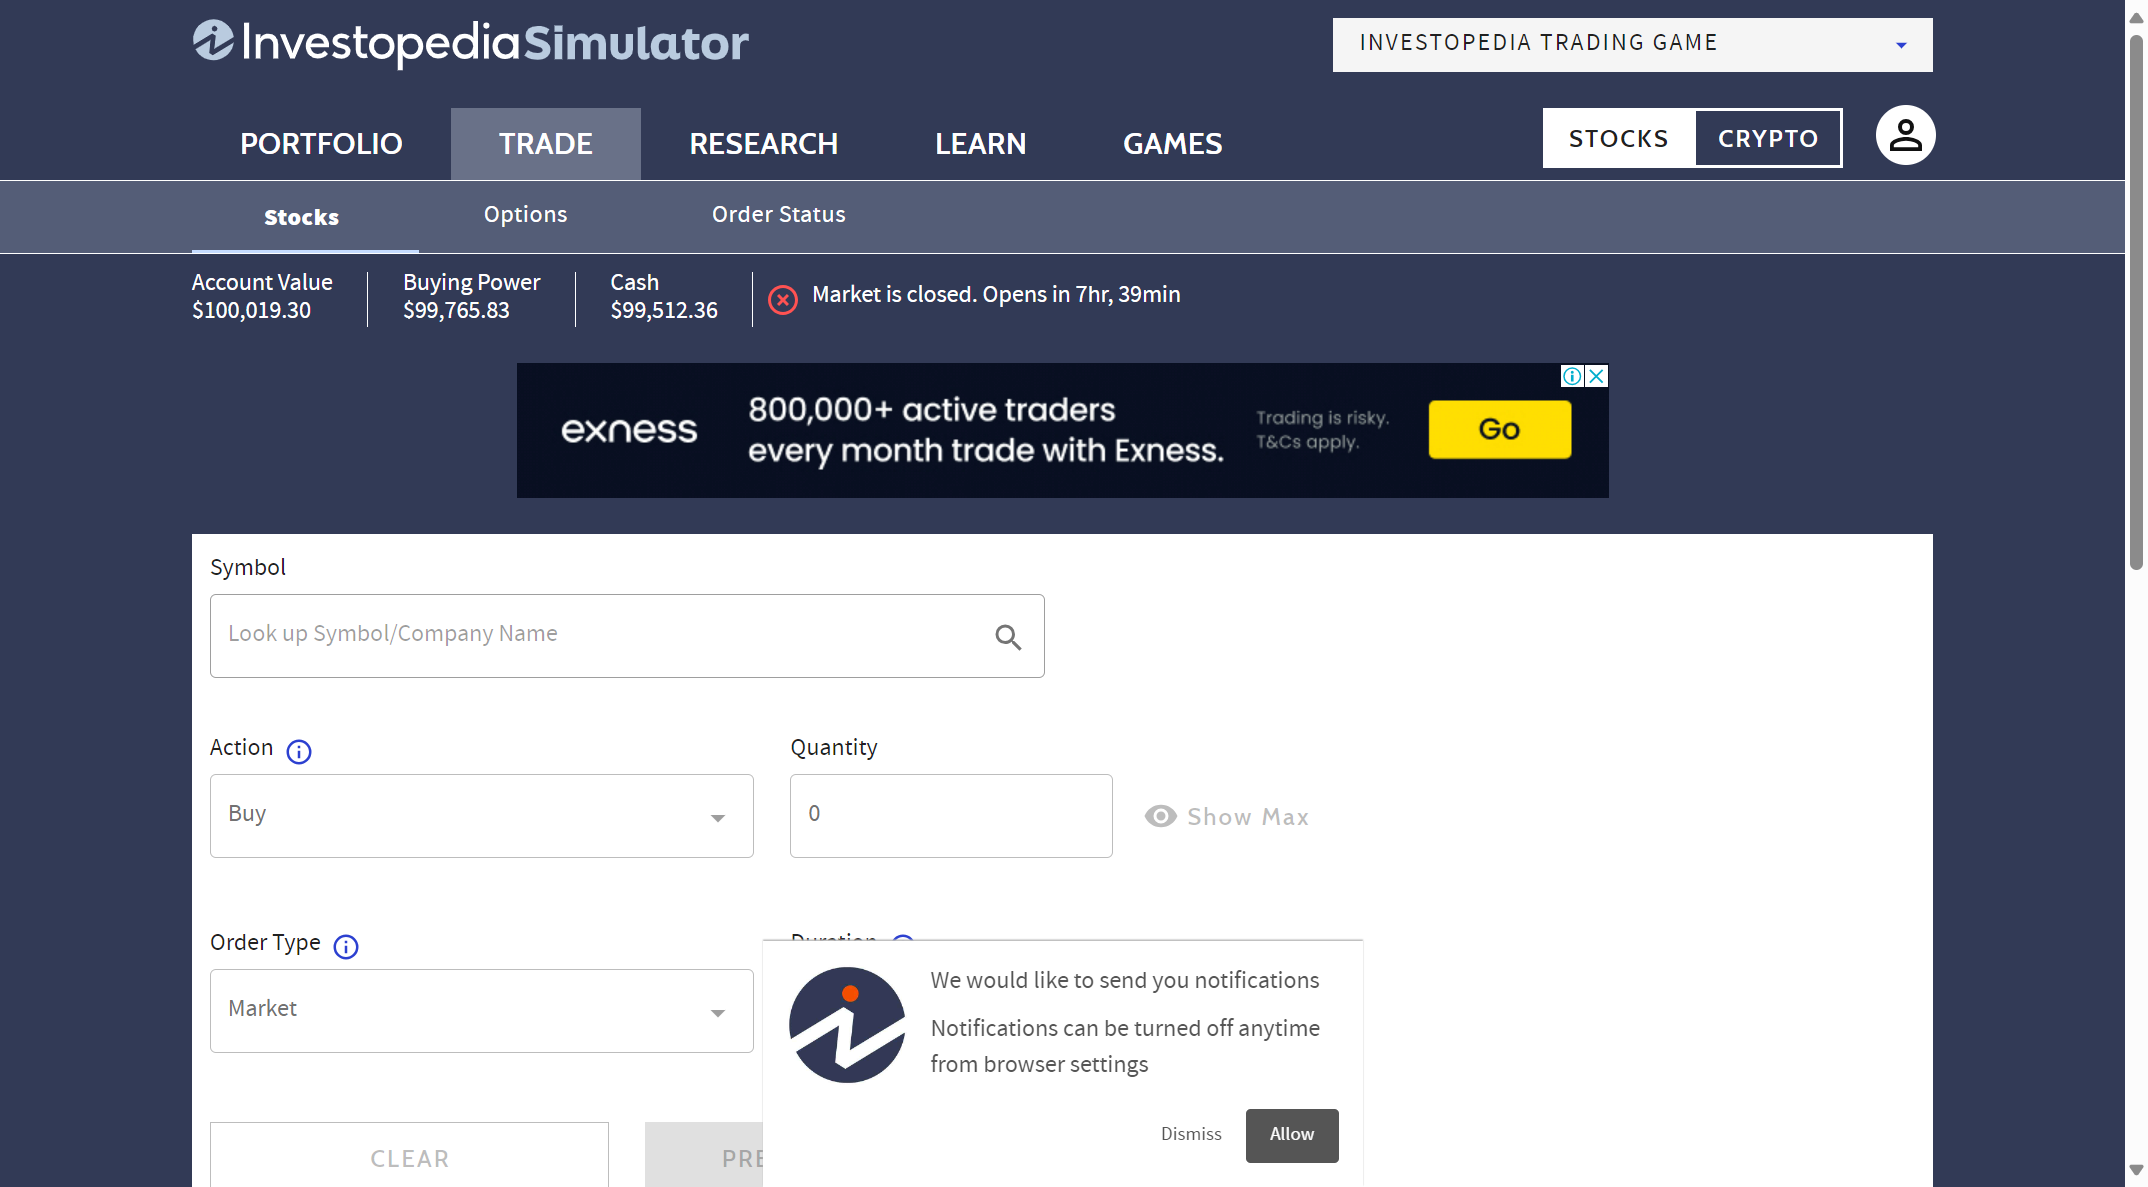 InvestopediaSimulator
INVESTOPEDIA TRADING GAME
PORTFOLIO
TRADE
RESEARCH
LEARN
GAMES
STOCKS
CRYPTO
Stocks
Options
Order Status
Account Value
$100,019.30
Buying Power
$99,765.83
Cash
$99,512.36
Market is closed. Opens in 7hr, 39min
exness
800,000+ active traders
every month trade with Exness.
Trading is risky.
T&Cs apply.
Go
Symbol
Look up Symbol/Company Name
Action
Buy
Quantity
0
Show Max
Order Type
Market
We would like to send you notifications
Notifications can be turned off anytime
from browser settings
Dismiss
Allow
CLEAR